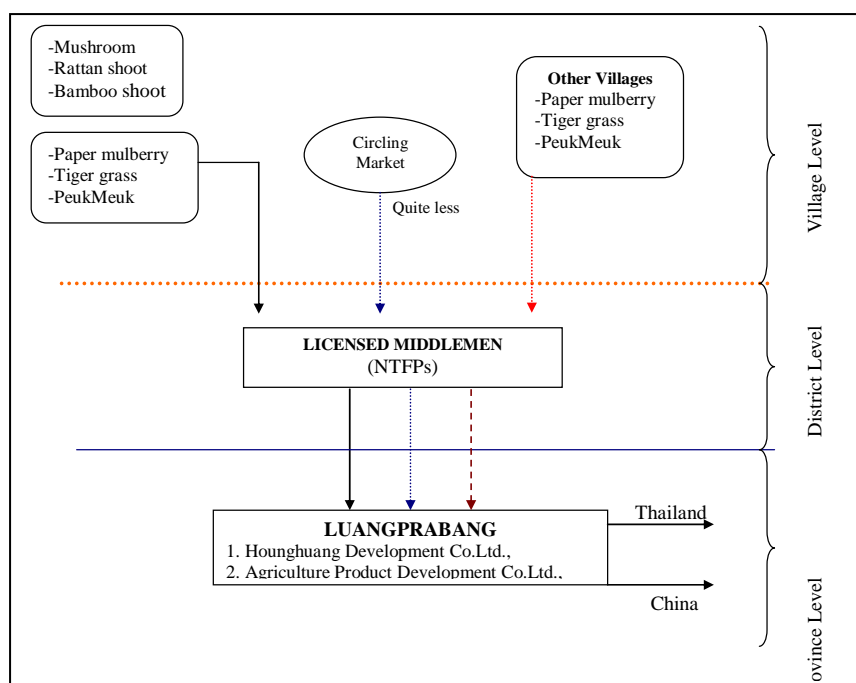 -Mushroom
-Rattan shoot
-Bamboo shoot
-Paper mulberry
-Tiger grass
-PeukMeuk
Circling
Market
Quite less
Other Villages
-Paper mulberry
-Tiger grass
-PeukMeuk
Village Level
LICENSED MIDDLEMEN
(NTFPs)
District Level
LUANGPRABANG
1. Hounghuang Development Co.Ltd.,
2. Agriculture Product Development Co.Ltd.,
Thailand
China
ovince Level